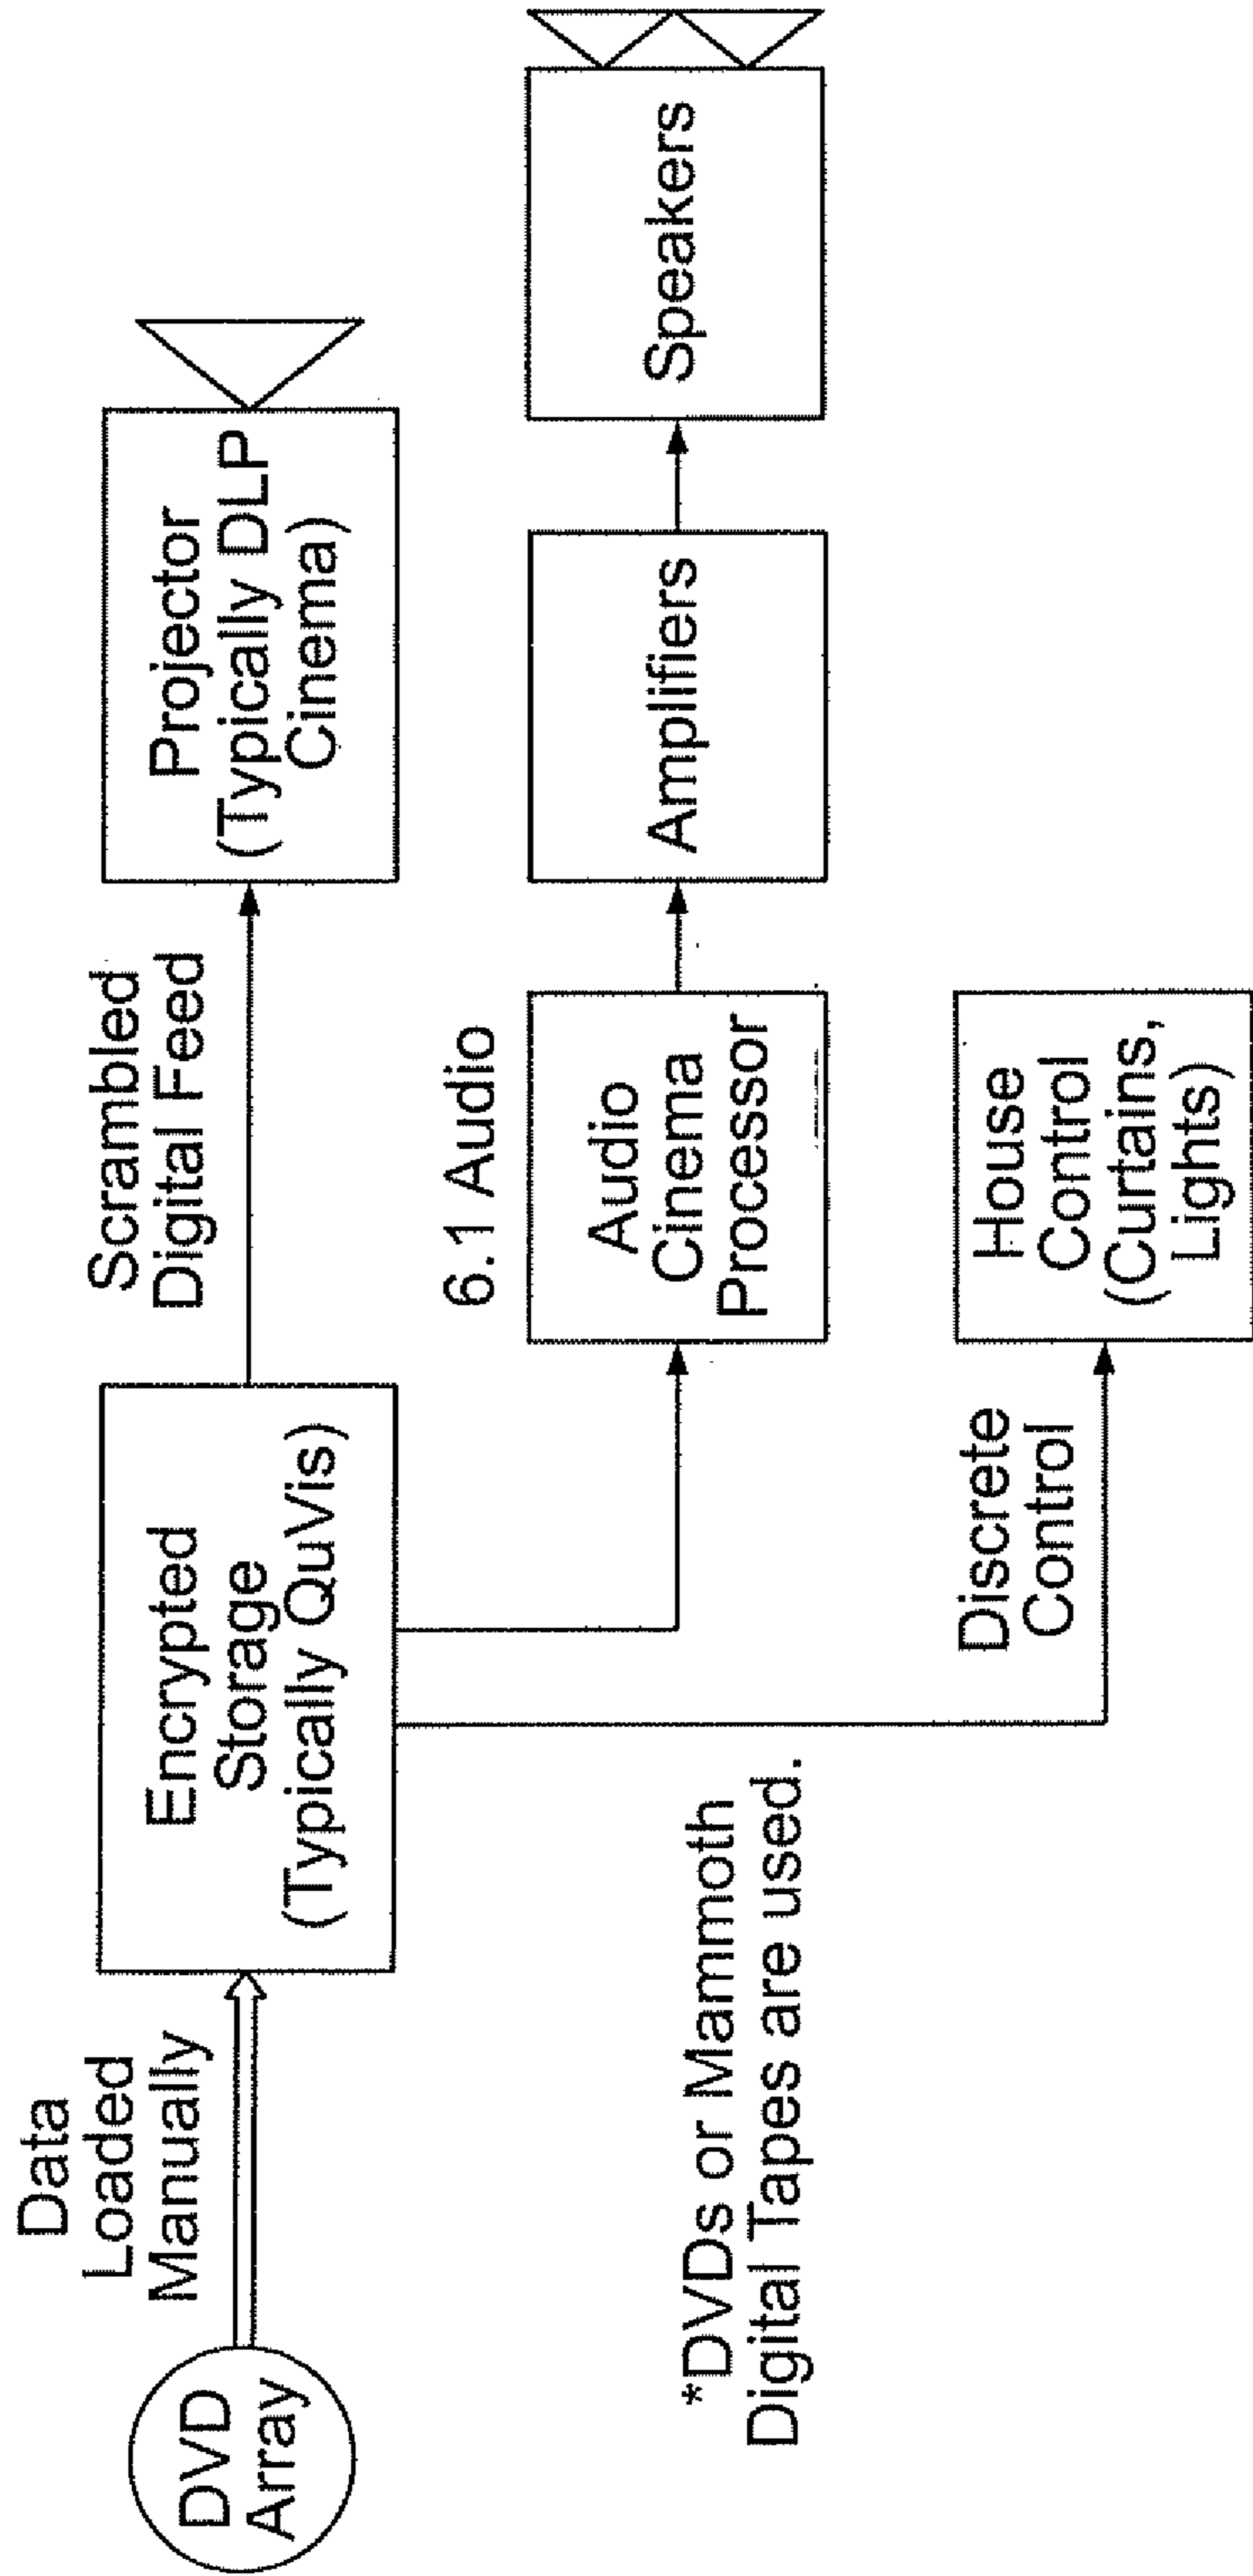 Data
Loaded
Manually
DVD
Array
Encrypted
Storage
(Typically QuVis)
Scrambled
Digital Feed
Projector
(Typically DLP
Cinema)
6.1 Audio
Audio
Cinema
Processor
Amplifiers
Speakers
Discrete
Control
House
Control
(Curtains,
Lights)
*DVDs or Mammoth
Digital Tapes are used.